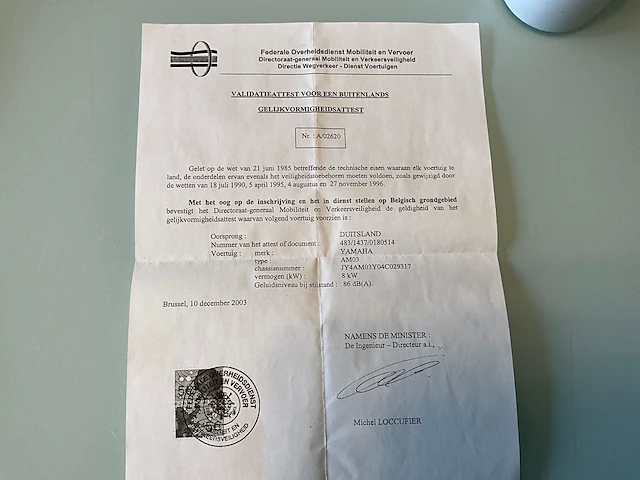 Federale Overheidsdienst Mobiliteit en Vervoer
Directoraat-generaal Mobiliteit en Verkeersveiligheid
Directie Wegverkeer - Dienst Voertuigen
VALIDATIEATTEST VOOR EEN BUITENLANDS
GELIJKVORMIGHEIDSATTEST
Nr. : A/02620
Gelet op de wet van 21 juni 1985 betreffende de technische eisen waaraan elk voertuig te
land, de onderdelen ervan evenals het veiligheidstoebehoren moeten voldoen, zoals gewijzigd door
de wetten van 18 juli 1990, 5 april 1995, 4 augustus en 27 november 1996.
Met het oog op de inschrijving en het in dienst stellen op Belgisch grondgebied
bevestigt het Directoraat-generaal Mobiliteit en Verkeersveiligheid de geldigheid van het
gelijkvormigheidsattest waarvan volgend voertuig voorzien is :
Oorsprong : DUITSLAND
Nummer van het attest of document : 483/1437/0180514
Voertuig : merk : YAMAHA
type : AM03
chassisnummer : JY4AM03Y04C029317
vermogen (kW) : 8 kW
Geluidsniveau bij stilstand : 86 dB(A).
Brussel, 10 december 2003
NAMENS DE MINISTER :
De Ingenieur – Directeur a.i.,
Michel LOCCUFIER
FEDERALE OVERHEIDSDIENST
MOBILITEIT EN VERVOER